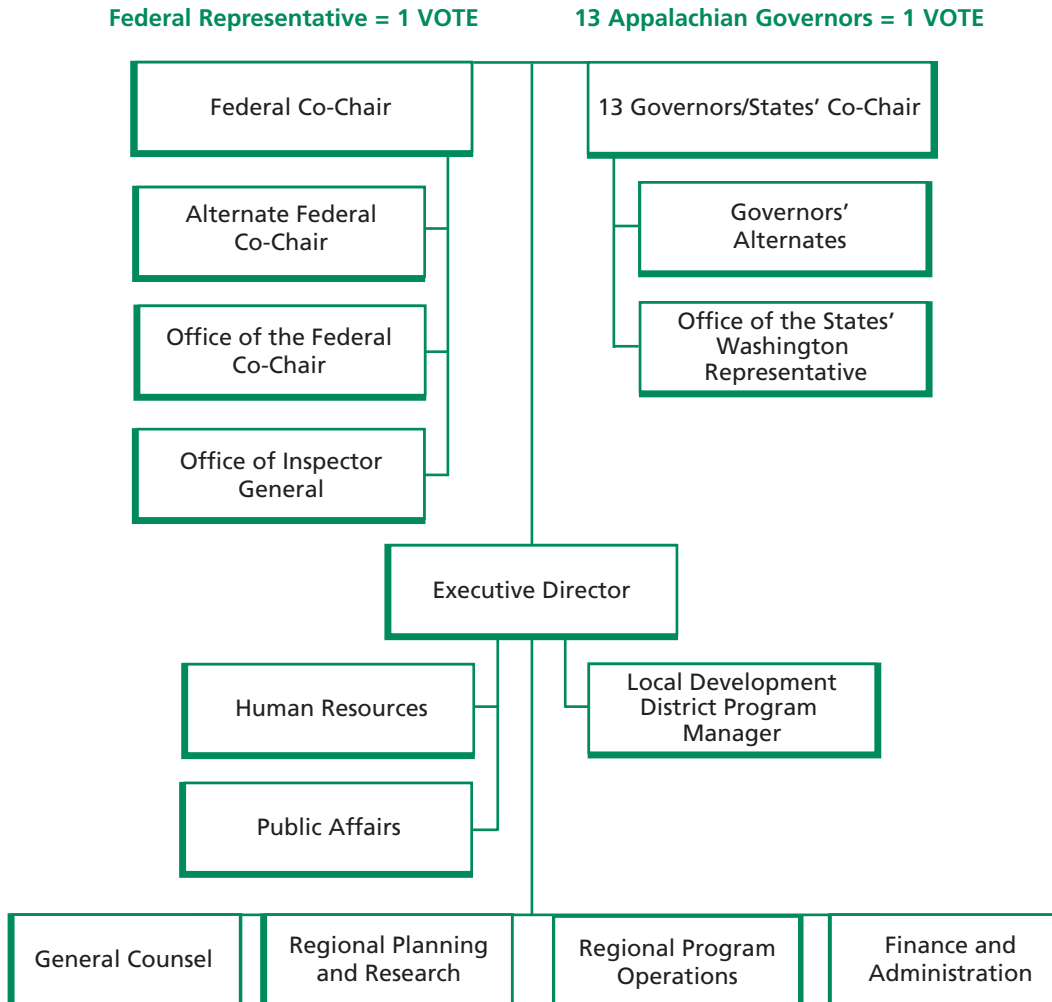 Federal Representative = 1 VOTE
13 Appalachian Governors = 1 VOTE
Federal Co-Chair
13 Governors/States’ Co-Chair
Alternate Federal
Co-Chair
Governors’
Alternates
Office of the Federal
Co-Chair
Office of the States’
Washington
Representative
Office of Inspector
General
Executive Director
Human Resources
Local Development
District Program
Manager
Public Affairs
General Counsel
Regional Planning
and Research
Regional Program
Operations
Finance and
Administration